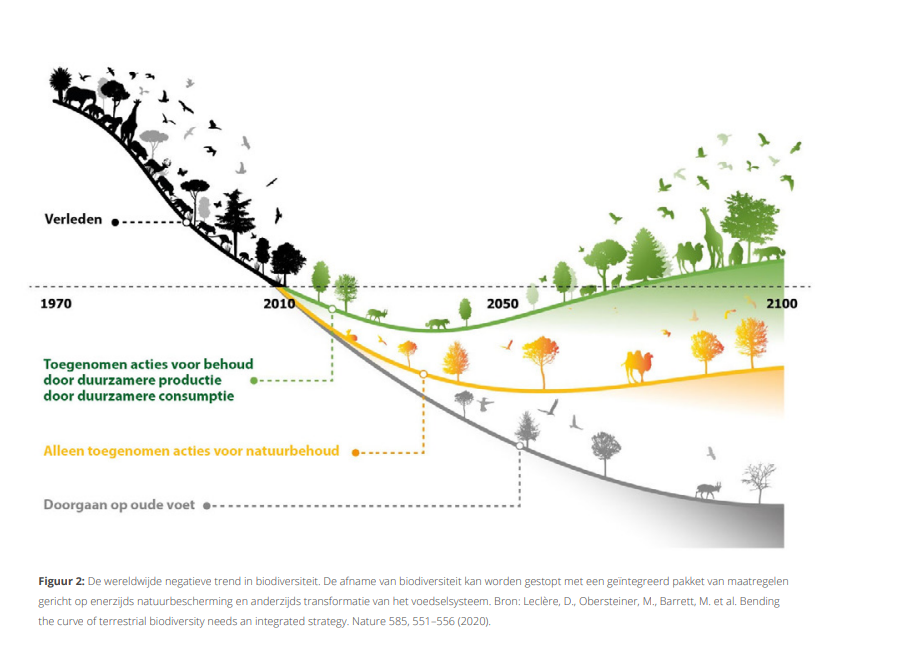 Verleden
1970
2010
2050
2100
Toegenomen acties voor behoud
door duurzamere productie
door duurzamere consumptie
Alleen toegenomen acties voor natuurbehoud
Doorgaan op oude voet
Figuur 2: De wereldwijde negatieve trend in biodiversiteit. De afname van biodiversiteit kan worden gestopt met een geïntegreerd pakket van maatregelen
gericht op enerzijds natuurbescherming en anderzijds transformatie van het voedselsysteem. Bron: Leclère, D., Obersteiner, M., Barrett, M. et al. Bending
the curve of terrestrial biodiversity needs an integrated strategy. Nature 585, 551–556 (2020).